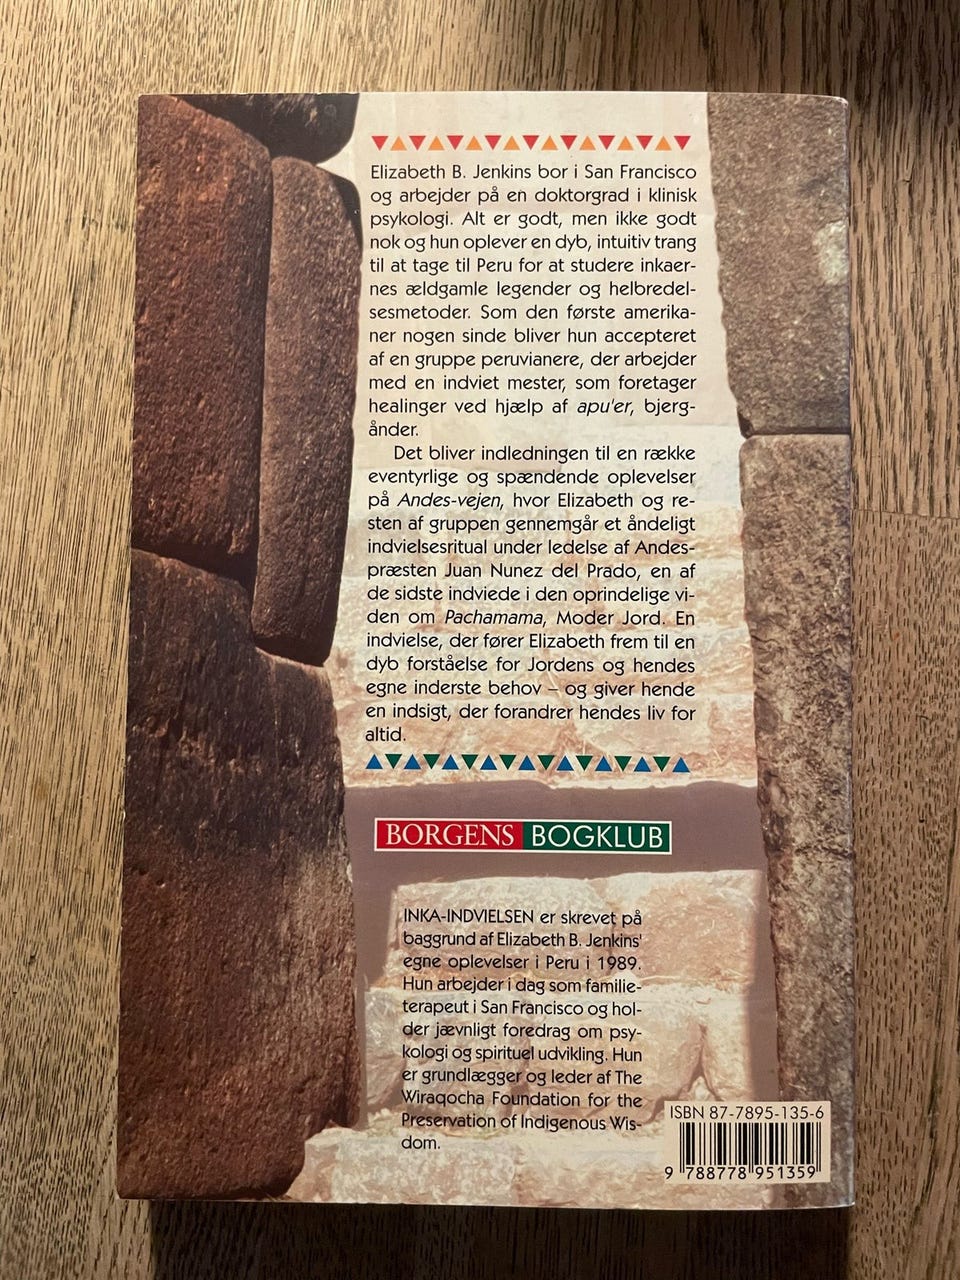 Elizabeth B. Jenkins bor i San Francisco
og arbejder på en doktorgrad i klinisk
psykologi. Alt er godt, men ikke godt
nok og hun oplever en dyb, intuitiv trang
til at tage til Peru for at studere inkaer-
nes ældgamle legender og helbredel-
sesmetoder. Som den første amerika-
ner nogen sinde bliver hun accepteret
af en gruppe peruvianere, der arbejder
med en indviet mester, som foretager
healinger ved hjælp af apu'er, bjerg-
ånder.
Det bliver indledningen til en række
eventyrlige og spændende oplevelser
på Andes-vejen, hvor Elizabeth og re-
sten af gruppen gennemgår et åndeligt
indvielsesritual under ledelse af Andes-
præsten Juan Nunez del Prado, en af
de sidste indviede i den oprindelige vi-
den om Pachamama, Moder Jord. En
indvielse, der fører Elizabeth frem til en
dyb forståelse for Jordens og hendes
egne inderste behov – og giver hende
en indsigt, der forandrer hendes liv for
altid.
BORGENS BOGKLUB
INKA-INDVIELSEN er skrevet på
baggrund af Elizabeth B. Jenkins'
egne oplevelser i Peru i 1989.
Hun arbejder i dag som familie-
terapeut i San Francisco og hol-
der jævnligt foredrag om psy-
kologi og spirituel udvikling. Hun
er grundlægger og leder af The
Wiraqocha Foundation for the
Preservation of Indigenous Wis-
dom.
ISBN 87-7895-135-6
9 788778 951359